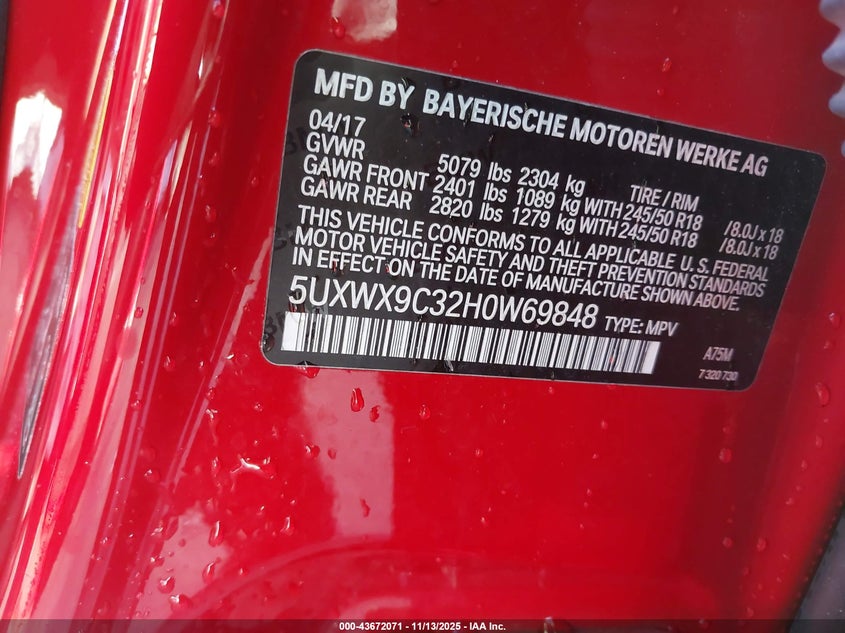 MFD BY BAYERISCHE MOTOREN WERKE AG
04/17
GVWR 5079 lbs 2304 kg TIRE / RIM
GAWR FRONT 2401 lbs 1089 kg WITH 245/50 R18 /8.0J x 18
GAWR REAR 2820 lbs 1279 kg WITH 245/50 R18 /8.0J x 18
THIS VEHICLE CONFORMS TO ALL APPLICABLE U. S. FEDERAL
MOTOR VEHICLE SAFETY AND THEFT PREVENTION STANDARDS
IN EFFECT ON THE DATE OF MANUFACTURE SHOWN ABOVE.
5UXWX9C32H0W69848 TYPE: MPV
A75M
7 320 730
000-43672071 - 11/13/2025 - IAA Inc.